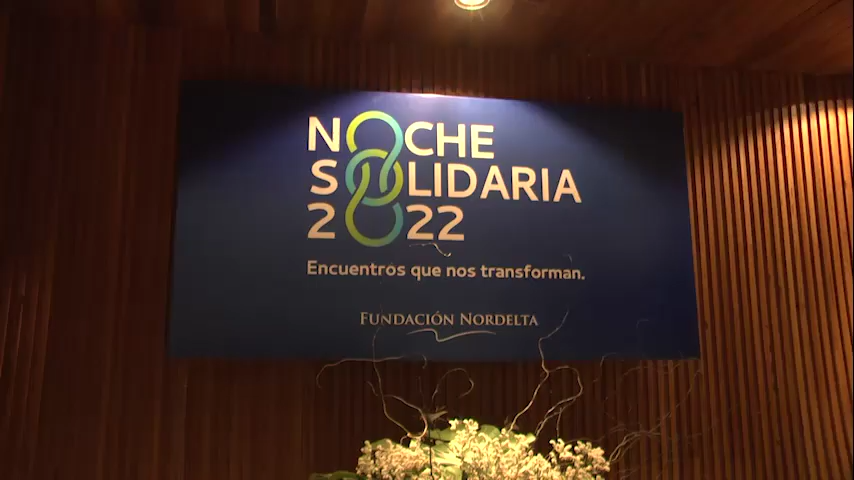 NOCHE
SOLIDARIA
2022
Encuentros que nos transforman.
FUNDACIÓN NORDELTA